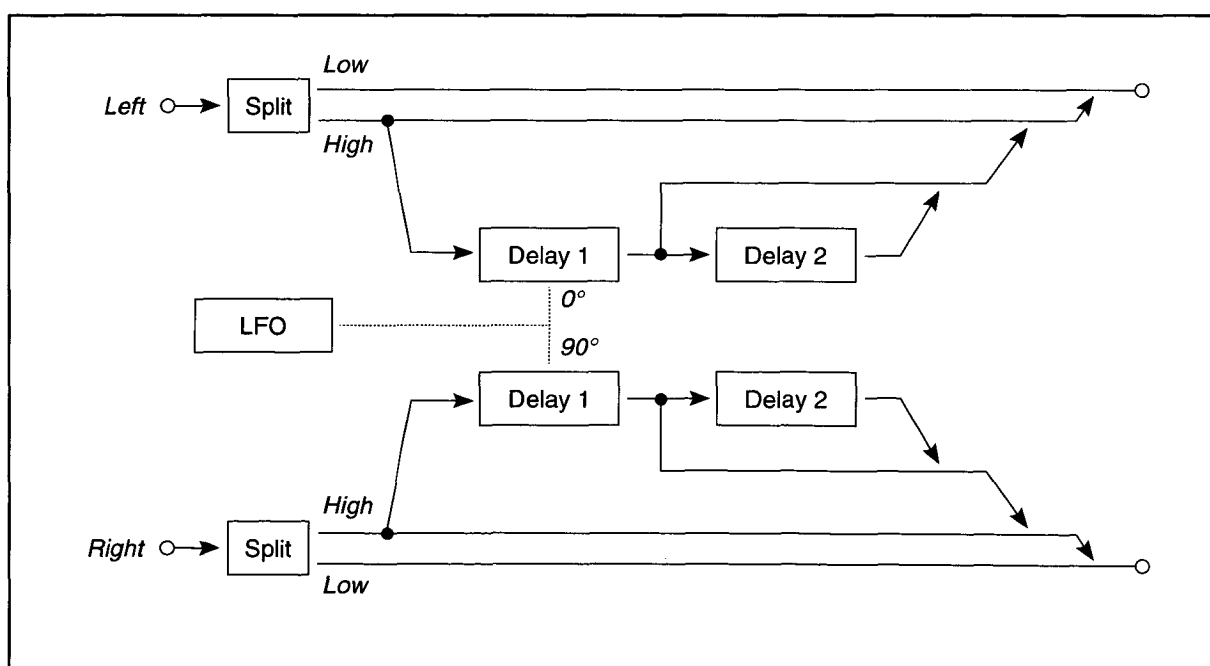 Low
Left
Split
High
Delay 1
Delay 2
0°
LFO
90°
Delay 1
Delay 2
High
Right
Split
Low